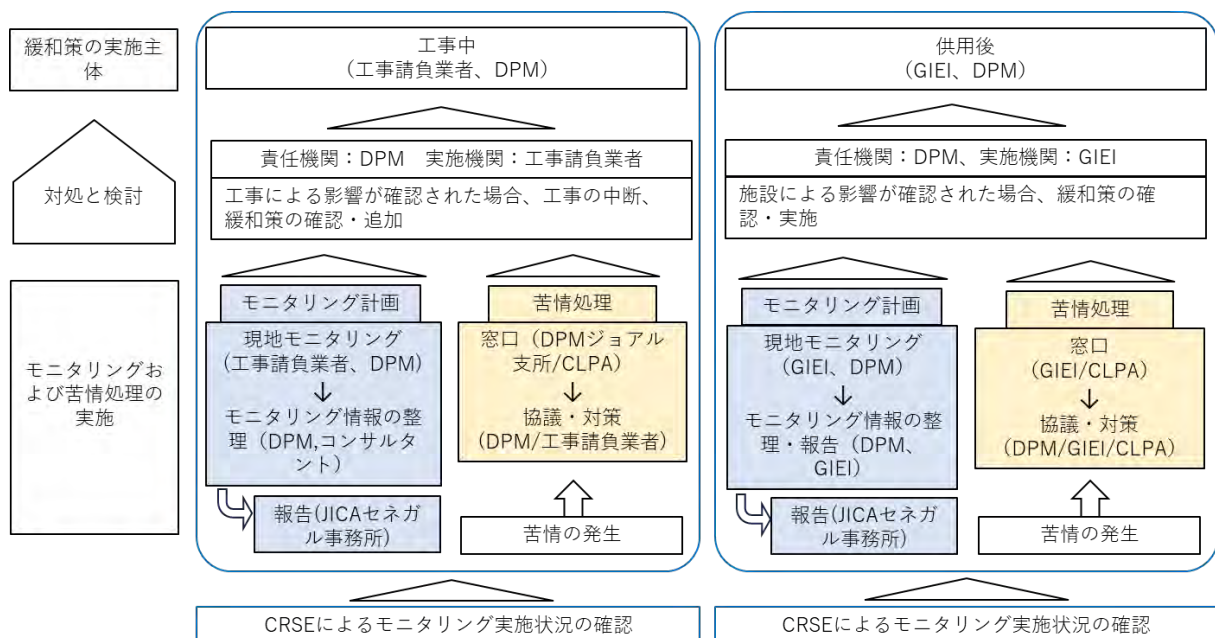 緩和策の実施主
体
対処と検討
モニタリングお
よび苦情処理の
実施
工事中
(工事請負業者、DPM)
責任機関：DPM　実施機関：工事請負業者
工事による影響が確認された場合、工事の中断、
緩和策の確認・追加
モニタリング計画
現地モニタリング
(工事請負業者、DPM)
モニタリング情報の整
理（DPM,コンサルタ
ント）
報告(JICAセネガ
ル事務所)
苦情処理
窓口（DPMジョアル
支所/CLPA）
協議・対策
(DPM/工事請負業者)
苦情の発生
CRSEによるモニタリング実施状況の確認
供用後
(GIEI、DPM)
責任機関：DPM、実施機関：GIEI
施設による影響が確認された場合、緩和策の確
認・実施
モニタリング計画
現地モニタリング
(GIEI、DPM)
モニタリング情報の整
理・報告（DPM、
GIEI）
報告(JICAセネガ
ル事務所)
苦情処理
窓口
(GIEI/CLPA)
協議・対策
(DPM/GIEI/CLPA)
苦情の発生
CRSEによるモニタリング実施状況の確認